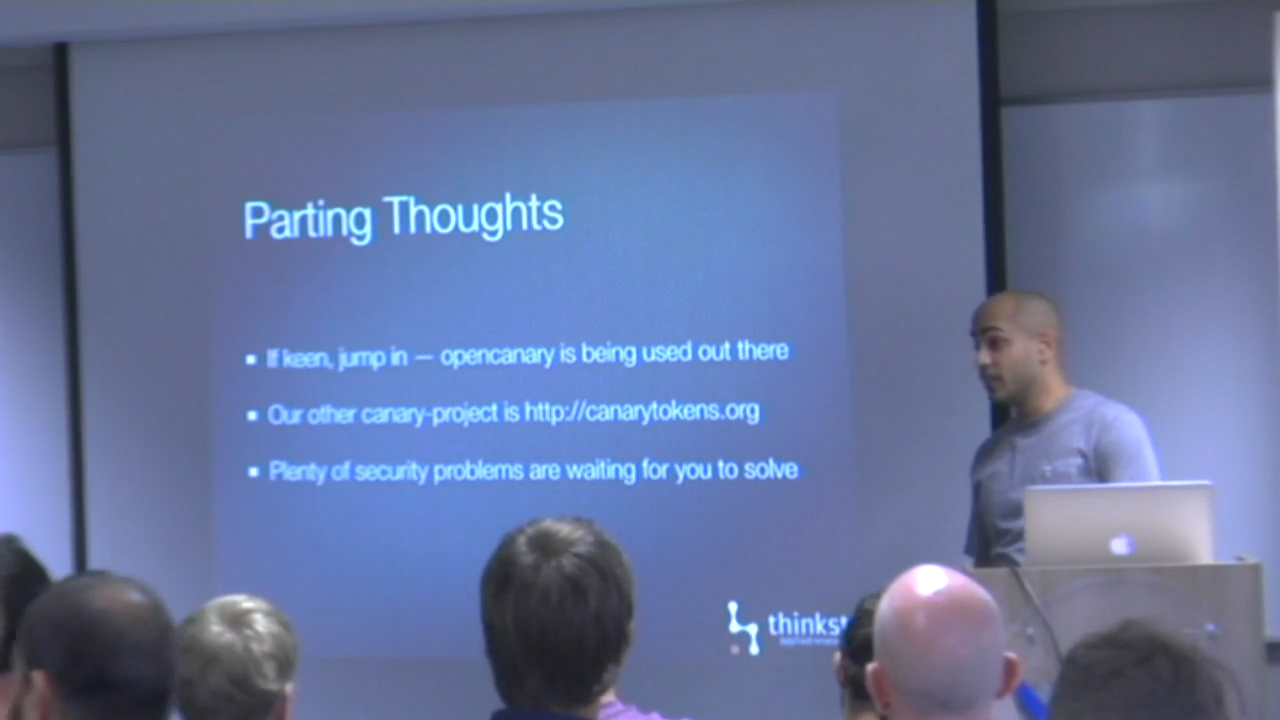 Parting Thoughts
▪ If keen, jump in — opencanary is being used out there
▪ Our other canary-project is http://canarytokens.org
▪ Plenty of security problems are waiting for you to solve
thinkst